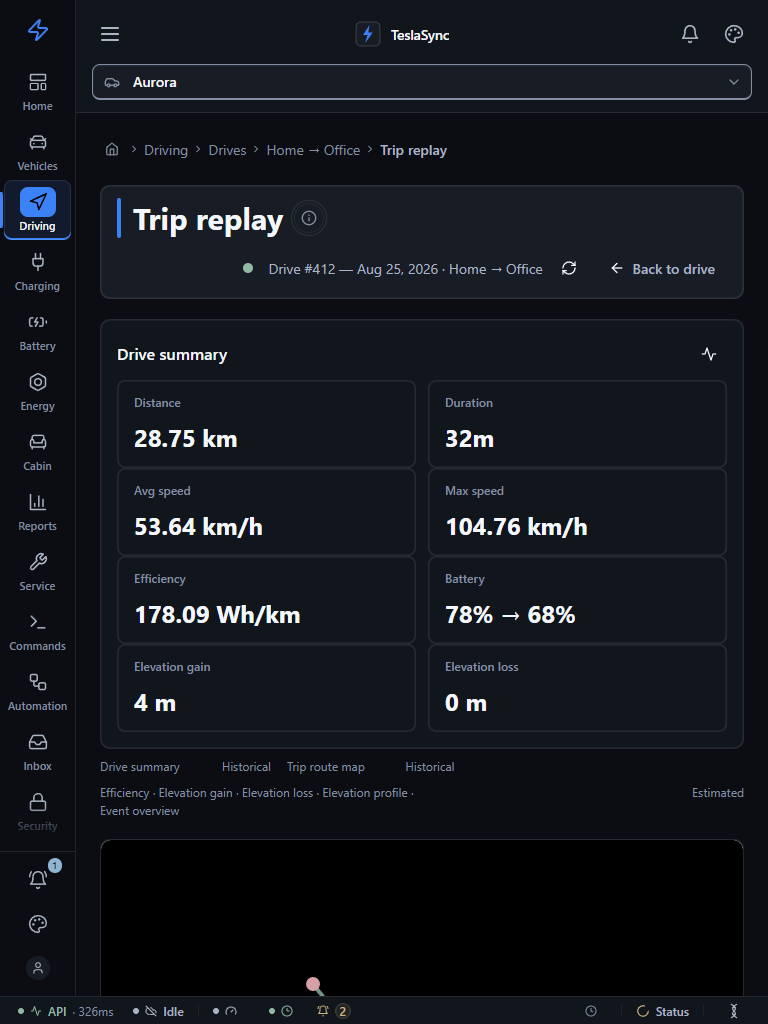 TeslaSync
Aurora
Home
Vehicles
Driving
Charging
Battery
Energy
Cabin
Reports
Service
Commands
Automation
Inbox
Security
1
Driving > Drives > Home → Office > Trip replay
Trip replay
Drive #412 — Aug 25, 2026 · Home → Office
Back to drive
Drive summary
Distance
28.75 km
Duration
32m
Avg speed
53.64 km/h
Max speed
104.76 km/h
Efficiency
178.09 Wh/km
Battery
78% → 68%
Elevation gain
4 m
Elevation loss
0 m
Drive summary Historical Trip route map Historical
Efficiency · Elevation gain · Elevation loss · Elevation profile · Estimated
Event overview
API · 326ms Idle 2 Status